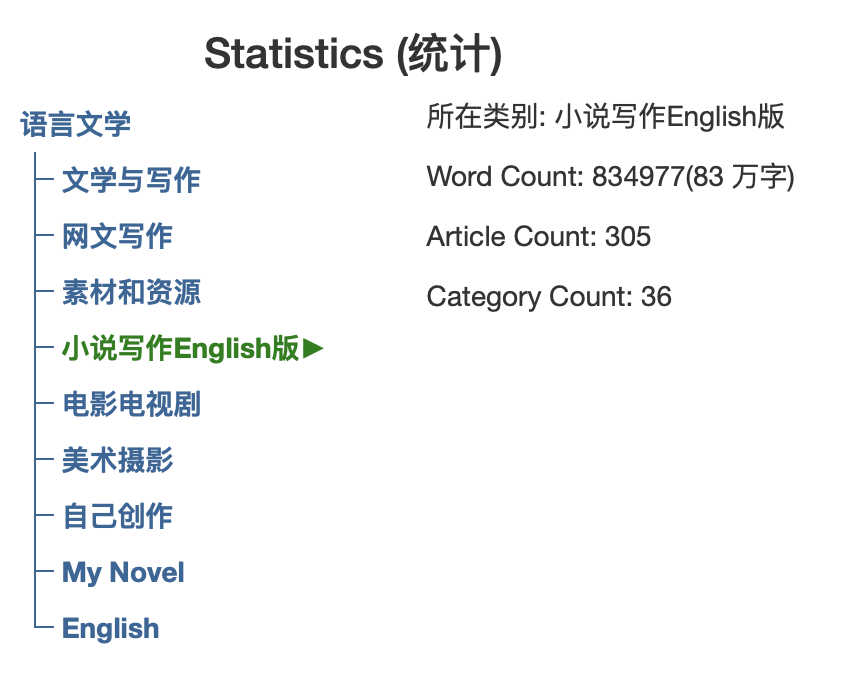 Statistics (统计)
语言文学
文学与写作
网文写作
素材和资源
小说写作English版▶
电影电视剧
美术摄影
自己创作
My Novel
English
所在类别: 小说写作English版
Word Count: 834977(83 万字)
Article Count: 305
Category Count: 36